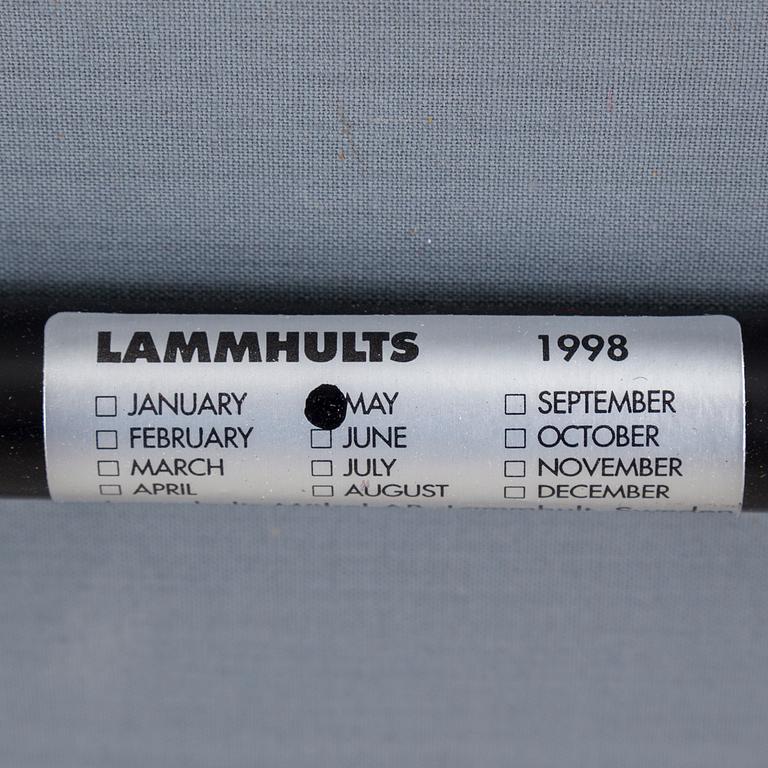 LAMMHULTS 1998
JANUARY MAY SEPTEMBER
FEBRUARY JUNE OCTOBER
MARCH JULY NOVEMBER
APRIL AUGUST DECEMBER